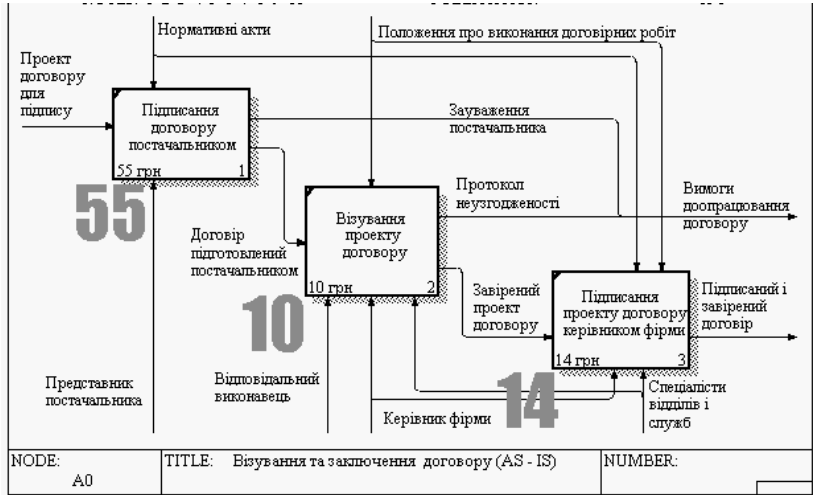 Нормативні акти
Положення про виконання договірних робіт
Проект
договору
для
підпису
Підписання
договору
постачальником
55 грн 1
55
Зауваження
постачальника
Договір
підготовлений
постачальником
Візування
проекту
договору
10 грн 2
10
Протокол
неузгодженості
Вимоги
доопрацювання
договору
Завірений
проект
договору
Підписання
проекту договору
керівником фірми
14 грн 3
14
Підписаний і
завірений
договір
Представник
постачальника
Відповідальний
виконавець
Керівник фірми
Спеціалісти
відділів і
служб
NODE:
A0
TITLE: Візування та заключення договору (AS - IS)
NUMBER: